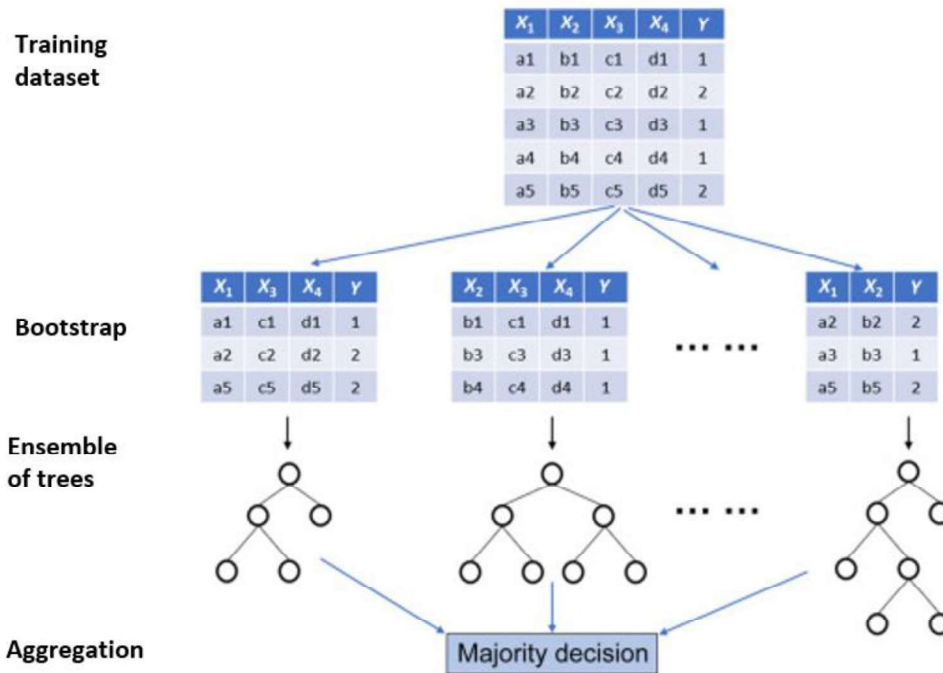 Training
dataset
X₁ X₂ X₃ X₄ Y
a1 b1 c1 d1 1
a2 b2 c2 d2 2
a3 b3 c3 d3 1
a4 b4 c4 d4 1
a5 b5 c5 d5 2
Bootstrap
X₁ X₃ X₄ Y
a1 c1 d1 1
a2 c2 d2 2
a5 c5 d5 2
X₂ X₃ X₄ Y
b1 c1 d1 1
b3 c3 d3 1
b4 c4 d4 1
... ...
X₁ X₂ Y
a2 b2 2
a3 b3 1
a5 b5 2
Ensemble
of trees
... ...
Aggregation
Majority decision